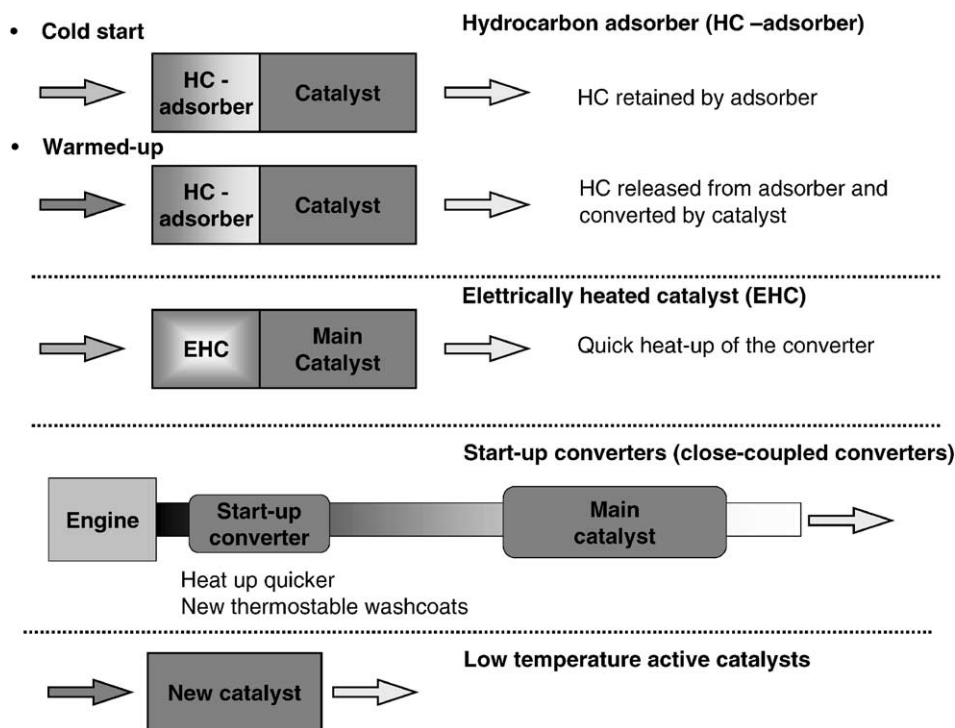 Hydrocarbon adsorber (HC –adsorber)
• Cold start
HC -
adsorber
Catalyst
HC retained by adsorber
• Warmed-up
HC -
adsorber
Catalyst
HC released from adsorber and
converted by catalyst
Elettrically heated catalyst (EHC)
EHC
Main
Catalyst
Quick heat-up of the converter
Start-up converters (close-coupled converters)
Engine
Start-up
converter
Main
catalyst
Heat up quicker
New thermostable washcoats
Low temperature active catalysts
New catalyst